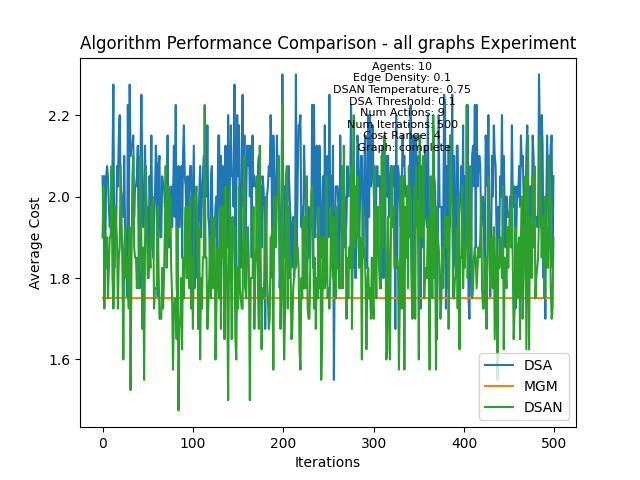 Algorithm Performance Comparison - all graphs Experiment
Agents: 10
Edge Density: 0.1
DSAN Temperature: 0.75
DSA Threshold: 0.1
Num Actions: 9
Num Iterations: 500
Cost Range: 4
Graph: complete
Average Cost
2.2
2.0
1.8
1.6
0
100
200
300
400
500
Iterations
DSA
MGM
DSAN